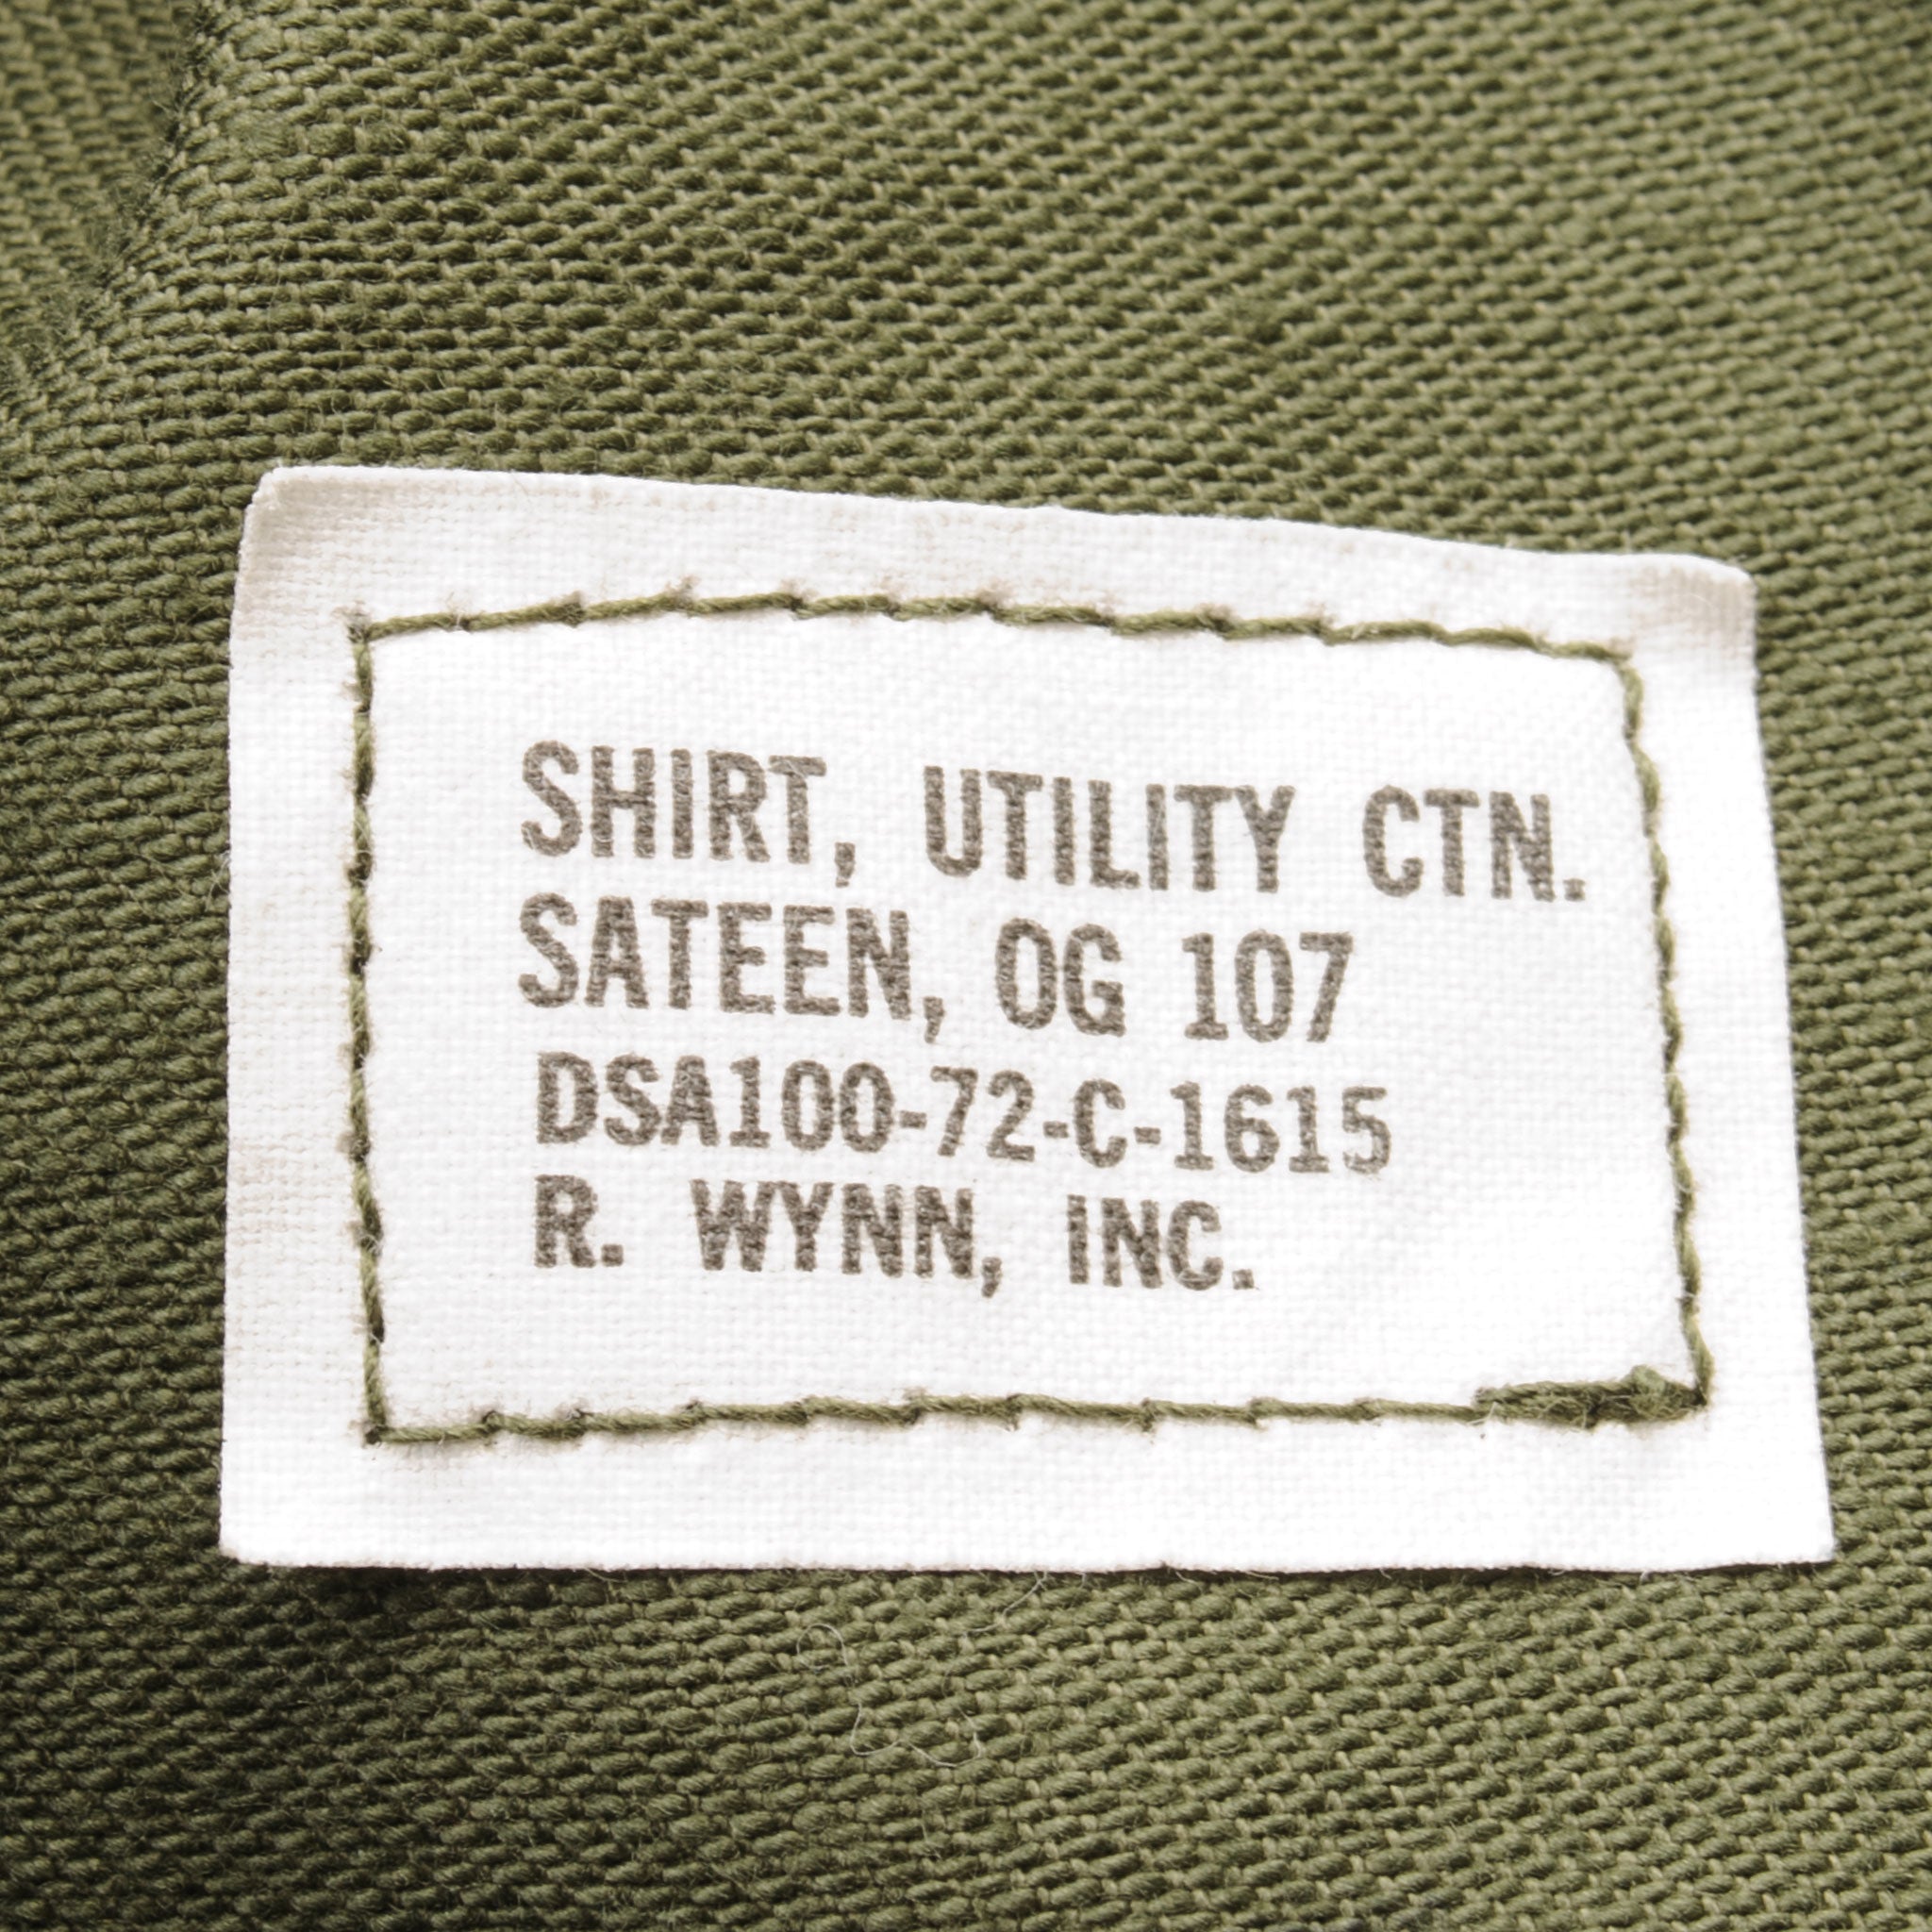 SHIRT, UTILITY CTN.
SATEEN, OG 107
DSA100-72-C-1615
R. WYNN, INC.